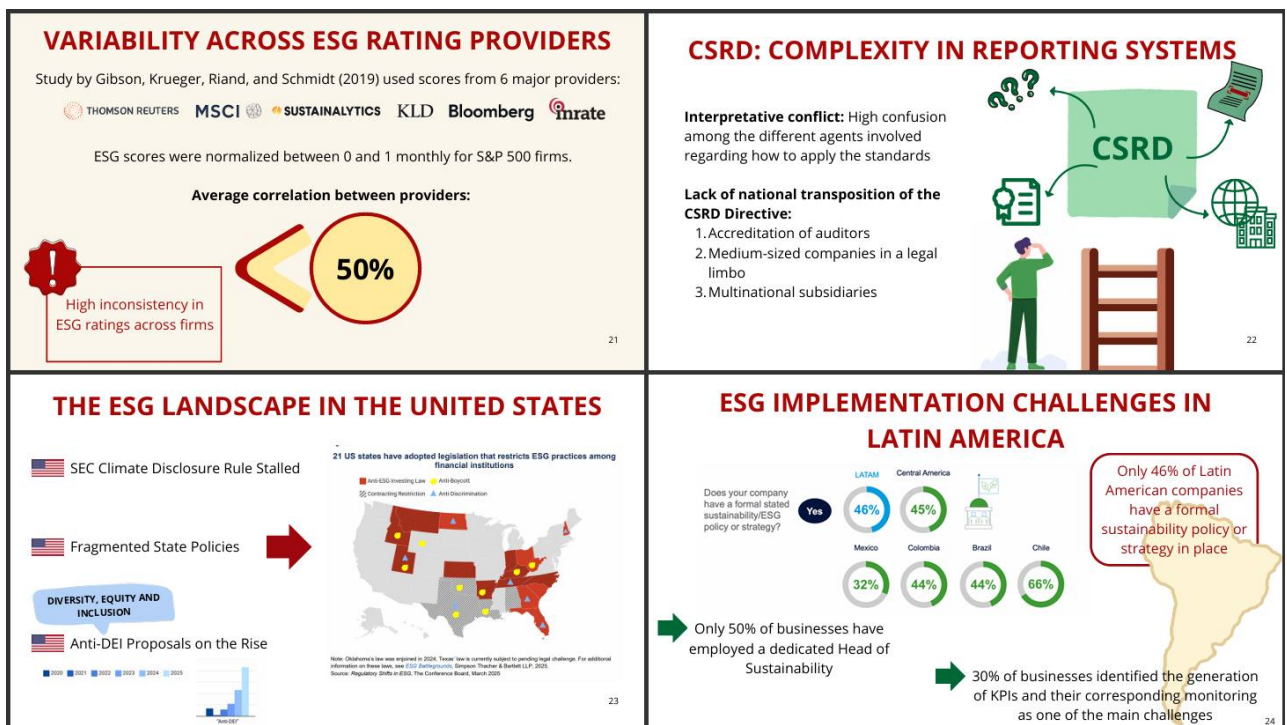 VARIABILITY ACROSS ESG RATING PROVIDERS
Study by Gibson, Krueger, Riand, and Schmidt (2019) used scores from 6 major providers:
THOMSON REUTERS MSCI SUSTAINALYTICS KLD Bloomberg inrate
ESG scores were normalized between 0 and 1 monthly for S&P 500 firms.
Average correlation between providers:
50%
High inconsistency in
ESG ratings across firms
21
CSRD: COMPLEXITY IN REPORTING SYSTEMS
Interpretative conflict: High confusion
among the different agents involved
regarding how to apply the standards
Lack of national transposition of the
CSRD Directive:
1. Accreditation of auditors
2. Medium-sized companies in a legal
limbo
3. Multinational subsidiaries
???
CSRD
22
THE ESG LANDSCAPE IN THE UNITED STATES
SEC Climate Disclosure Rule Stalled
Fragmented State Policies
DIVERSITY, EQUITY AND
INCLUSION
Anti-DEI Proposals on the Rise
2020 2021 2022 2023 2024 2025
"Anti-DEI"
21 US states have adopted legislation that restricts ESG practices among
financial institutions
Anti-ESG Investing Law Anti-Boycott
Contracting Restriction Anti-Discrimination
Note: Oklahoma's law was enjoined in 2024, Texas' law is currently subject to pending legal challenge. For additional
information on these laws, see ESG Battlegrounds, Simpson Thacher & Bartlett LLP, 2025.
Source: Regulatory Shifts in ESG, The Conference Board, March 2025
23
ESG IMPLEMENTATION CHALLENGES IN
LATIN AMERICA
Does your company
have a formal stated
sustainability/ESG
policy or strategy?
Yes
LATAM Central America
46% 45%
Mexico Colombia Brazil Chile
32% 44% 44% 66%
Only 46% of Latin
American companies
have a formal
sustainability policy or
strategy in place
Only 50% of businesses have
employed a dedicated Head of
Sustainability
30% of businesses identified the generation
of KPIs and their corresponding monitoring
as one of the main challenges
24